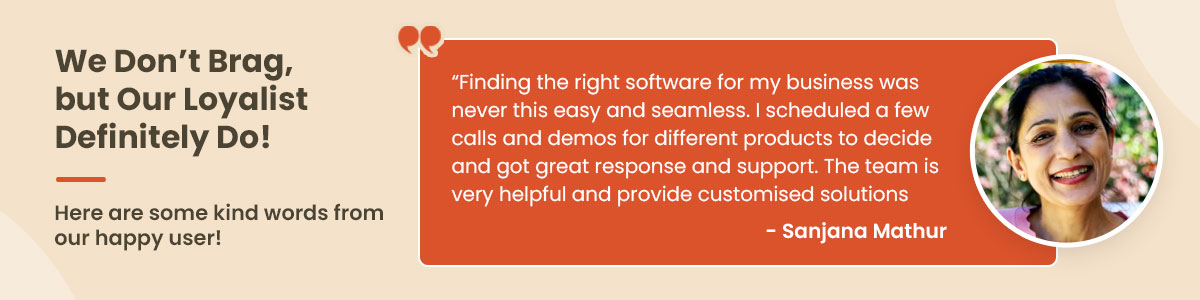 We Don’t Brag,
but Our Loyalist
Definitely Do!
Here are some kind words from
our happy user!
“Finding the right software for my business was
never this easy and seamless. I scheduled a few
calls and demos for different products to decide
and got great response and support. The team is
very helpful and provide customised solutions
- Sanjana Mathur